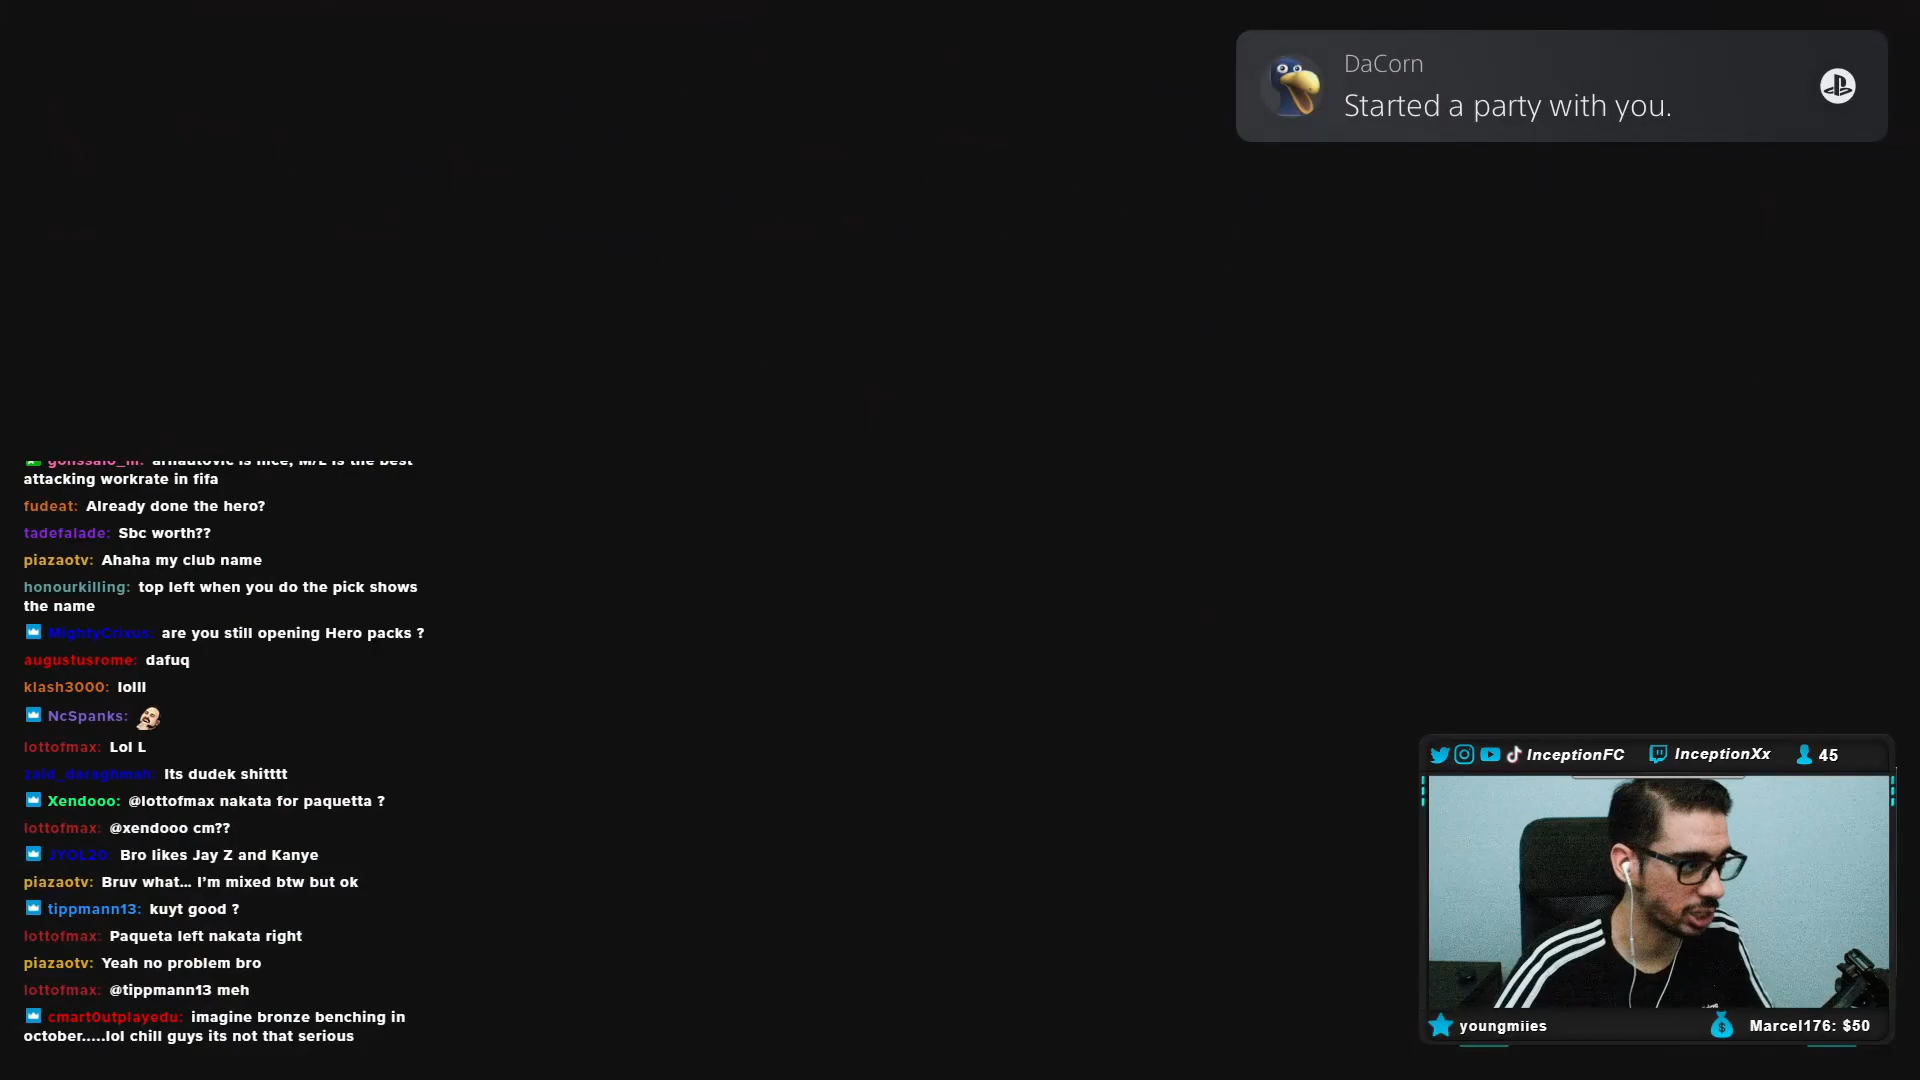 DaCorn
Started a party with you.
attacking workrate in fifa
fudeat: Already done the hero?
tadefalade: Sbc worth??
piazaotv: Ahaha my club name
honourkilling: top left when you do the pick shows
the name
MightyCrixus: are you still opening Hero packs ?
augustusrome: dafuq
klash3000: lolll
NcSpanks:
lottofmax: Lol L
zaid_daraghmah: Its dudek shitttt
Xendooo: @lottofmax nakata for paquetta ?
lottofmax: @xendooo cm??
JYOL20: Bro likes Jay Z and Kanye
piazaotv: Bruv what... I'm mixed btw but ok
tippmann13: kuyt good ?
lottofmax: Paqueta left nakata right
piazaotv: Yeah no problem bro
lottofmax: @tippmann13 meh
cmart0utplayedu: imagine bronze benching in
october.....lol chill guys its not that serious
InceptionFC InceptionXx 45
youngmiies Marcel176: $50